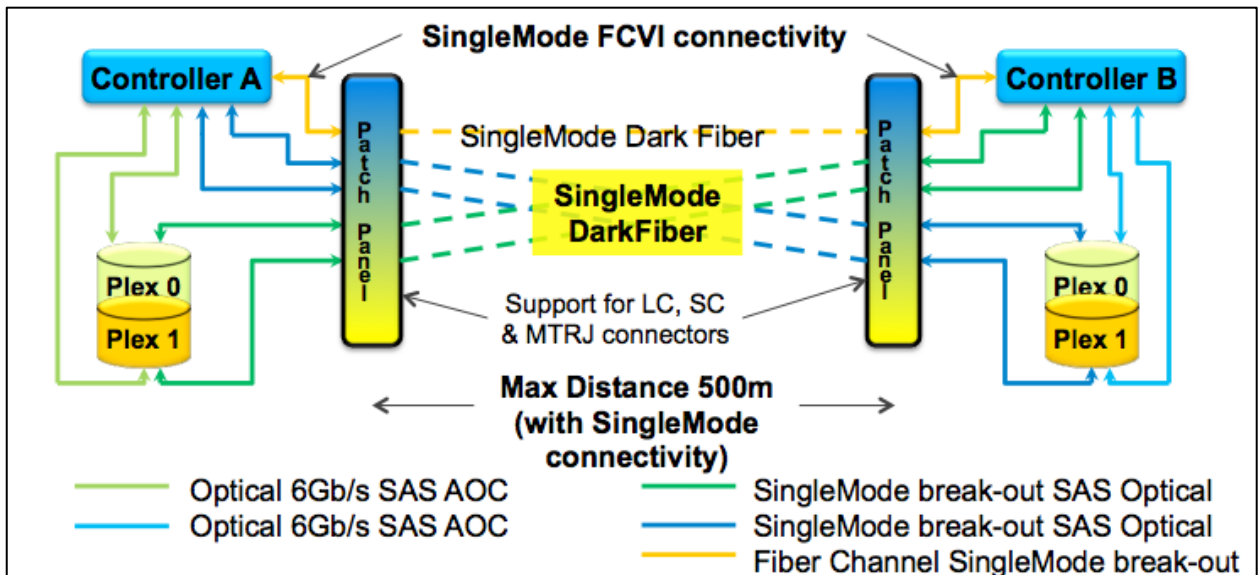 SingleMode FCVI connectivity
Controller A
Controller B
Patch Panel
Patch Panel
SingleMode Dark Fiber
SingleMode
DarkFiber
Plex 0
Plex 1
Plex 0
Plex 1
Support for LC, SC
& MTRJ connectors
Max Distance 500m
(with SingleMode
connectivity)
Optical 6Gb/s SAS AOC
Optical 6Gb/s SAS AOC
SingleMode break-out SAS Optical
SingleMode break-out SAS Optical
Fiber Channel SingleMode break-out